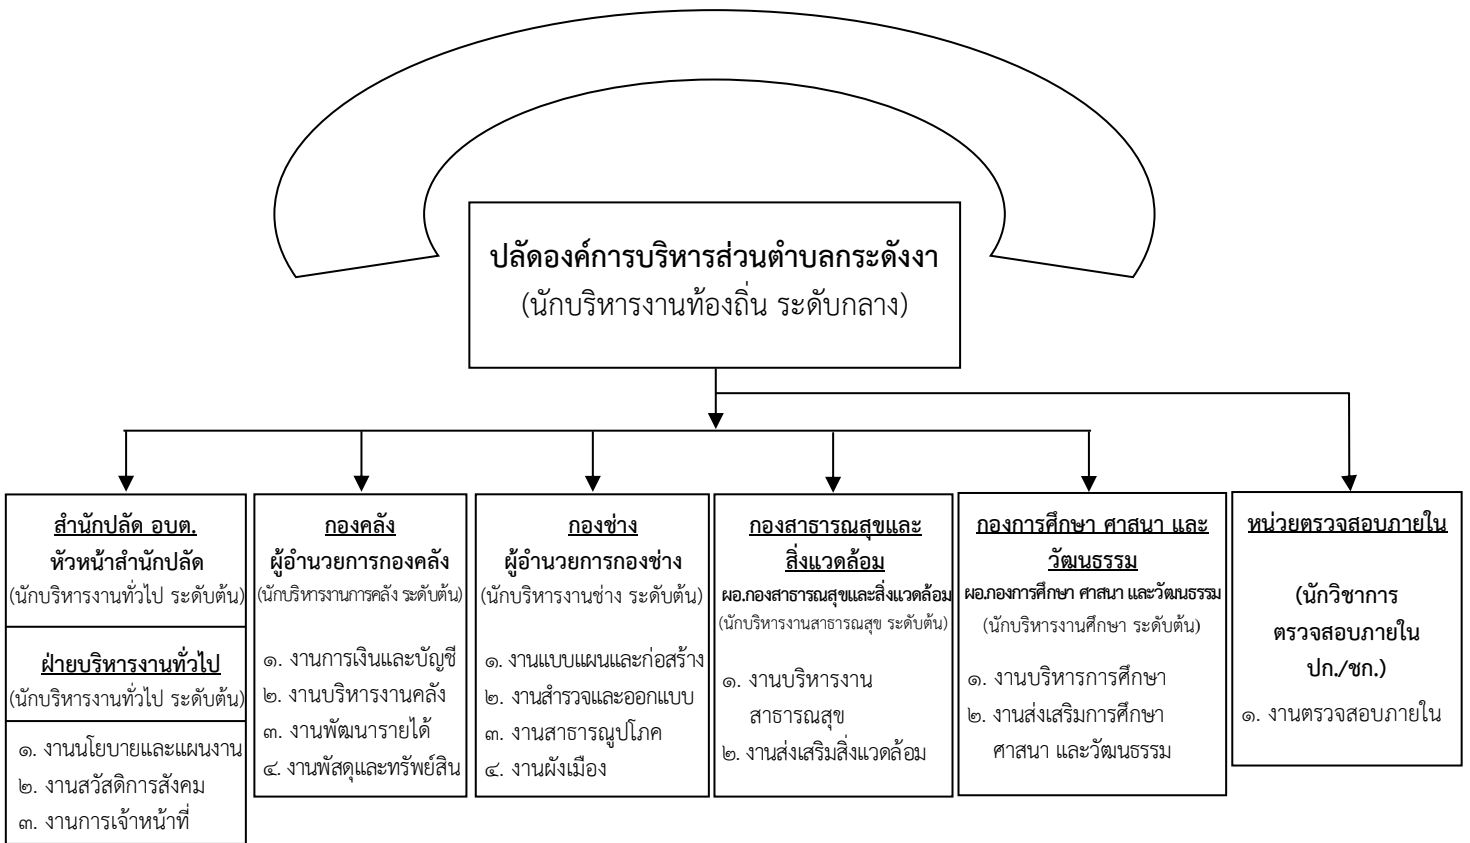 ปลัดองค์การบริหารส่วนตำบลกระดังงา
(นักบริหารงานท้องถิ่น ระดับกลาง)
สำนักปลัด อบต.
หัวหน้าสำนักปลัด
(นักบริหารงานทั่วไป ระดับต้น)
ฝ่ายบริหารงานทั่วไป
(นักบริหารงานทั่วไป ระดับต้น)
๑. งานนโยบายและแผนงาน
๒. งานสวัสดิการสังคม
๓. งานการเจ้าหน้าที่
กองคลัง
ผู้อำนวยการกองคลัง
(นักบริหารงานการคลัง ระดับต้น)
๑. งานการเงินและบัญชี
๒. งานบริหารงานคลัง
๓. งานพัฒนารายได้
๔. งานพัสดุและทรัพย์สิน
กองช่าง
ผู้อำนวยการกองช่าง
(นักบริหารงานช่าง ระดับต้น)
๑. งานแบบแผนและก่อสร้าง
๒. งานสำรวจและออกแบบ
๓. งานสาธารณูปโภค
๔. งานผังเมือง
กองสาธารณสุขและ
สิ่งแวดล้อม
ผอ.กองสาธารณสุขและสิ่งแวดล้อม
(นักบริหารงานสาธารณสุข ระดับต้น)
๑. งานบริหารงาน
สาธารณสุข
๒. งานส่งเสริมสิ่งแวดล้อม
กองการศึกษา ศาสนา และ
วัฒนธรรม
ผอ.กองการศึกษา ศาสนา และวัฒนธรรม
(นักบริหารงานศึกษา ระดับต้น)
๑. งานบริหารการศึกษา
๒. งานส่งเสริมการศึกษา
ศาสนา และวัฒนธรรม
หน่วยตรวจสอบภายใน
(นักวิชาการ
ตรวจสอบภายใน
ปก./ชก.)
๑. งานตรวจสอบภายใน